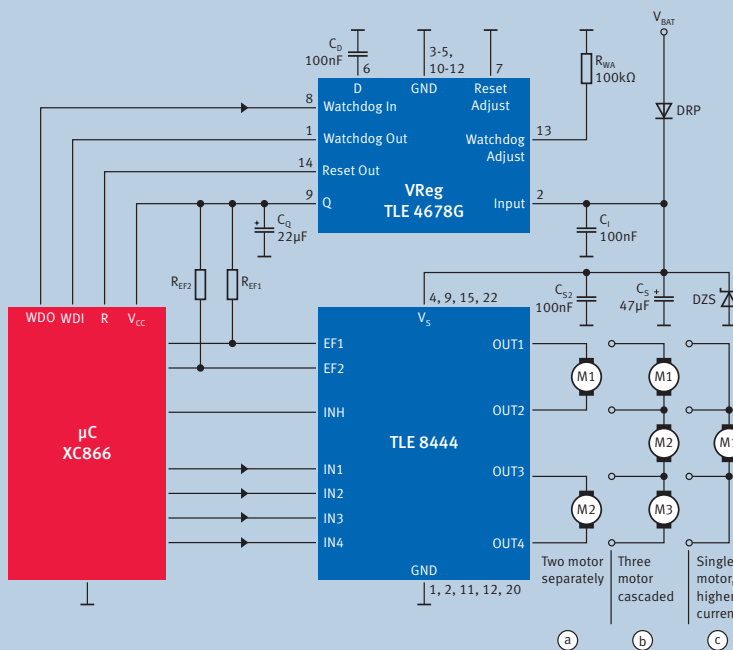 V_BAT
C_D
100nF
6
3-5,
10-12
7
R_WA
100kΩ
D
GND
Reset
Adjust
DRP
8
Watchdog In
1
Watchdog Out
Watchdog
Adjust
13
14
Reset Out
9
Q
VReg
TLE 4678G
Input
2
+
C_Q
22µF
C_I
100nF
R_EF2
R_EF1
4, 9, 15, 22
C_S2
100nF
C_S
47µF
+
DZS
WDO
WDI
R
V_CC
V_S
EF1
OUT1
EF2
M1
M1
INH
OUT2
µC
XC866
TLE 8444
M2
IN1
OUT3
IN2
IN3
M2
M3
IN4
OUT4
GND
1, 2, 11, 12, 20
Two motor
separately
Three
motor
cascaded
Single
motor,
a
b
c